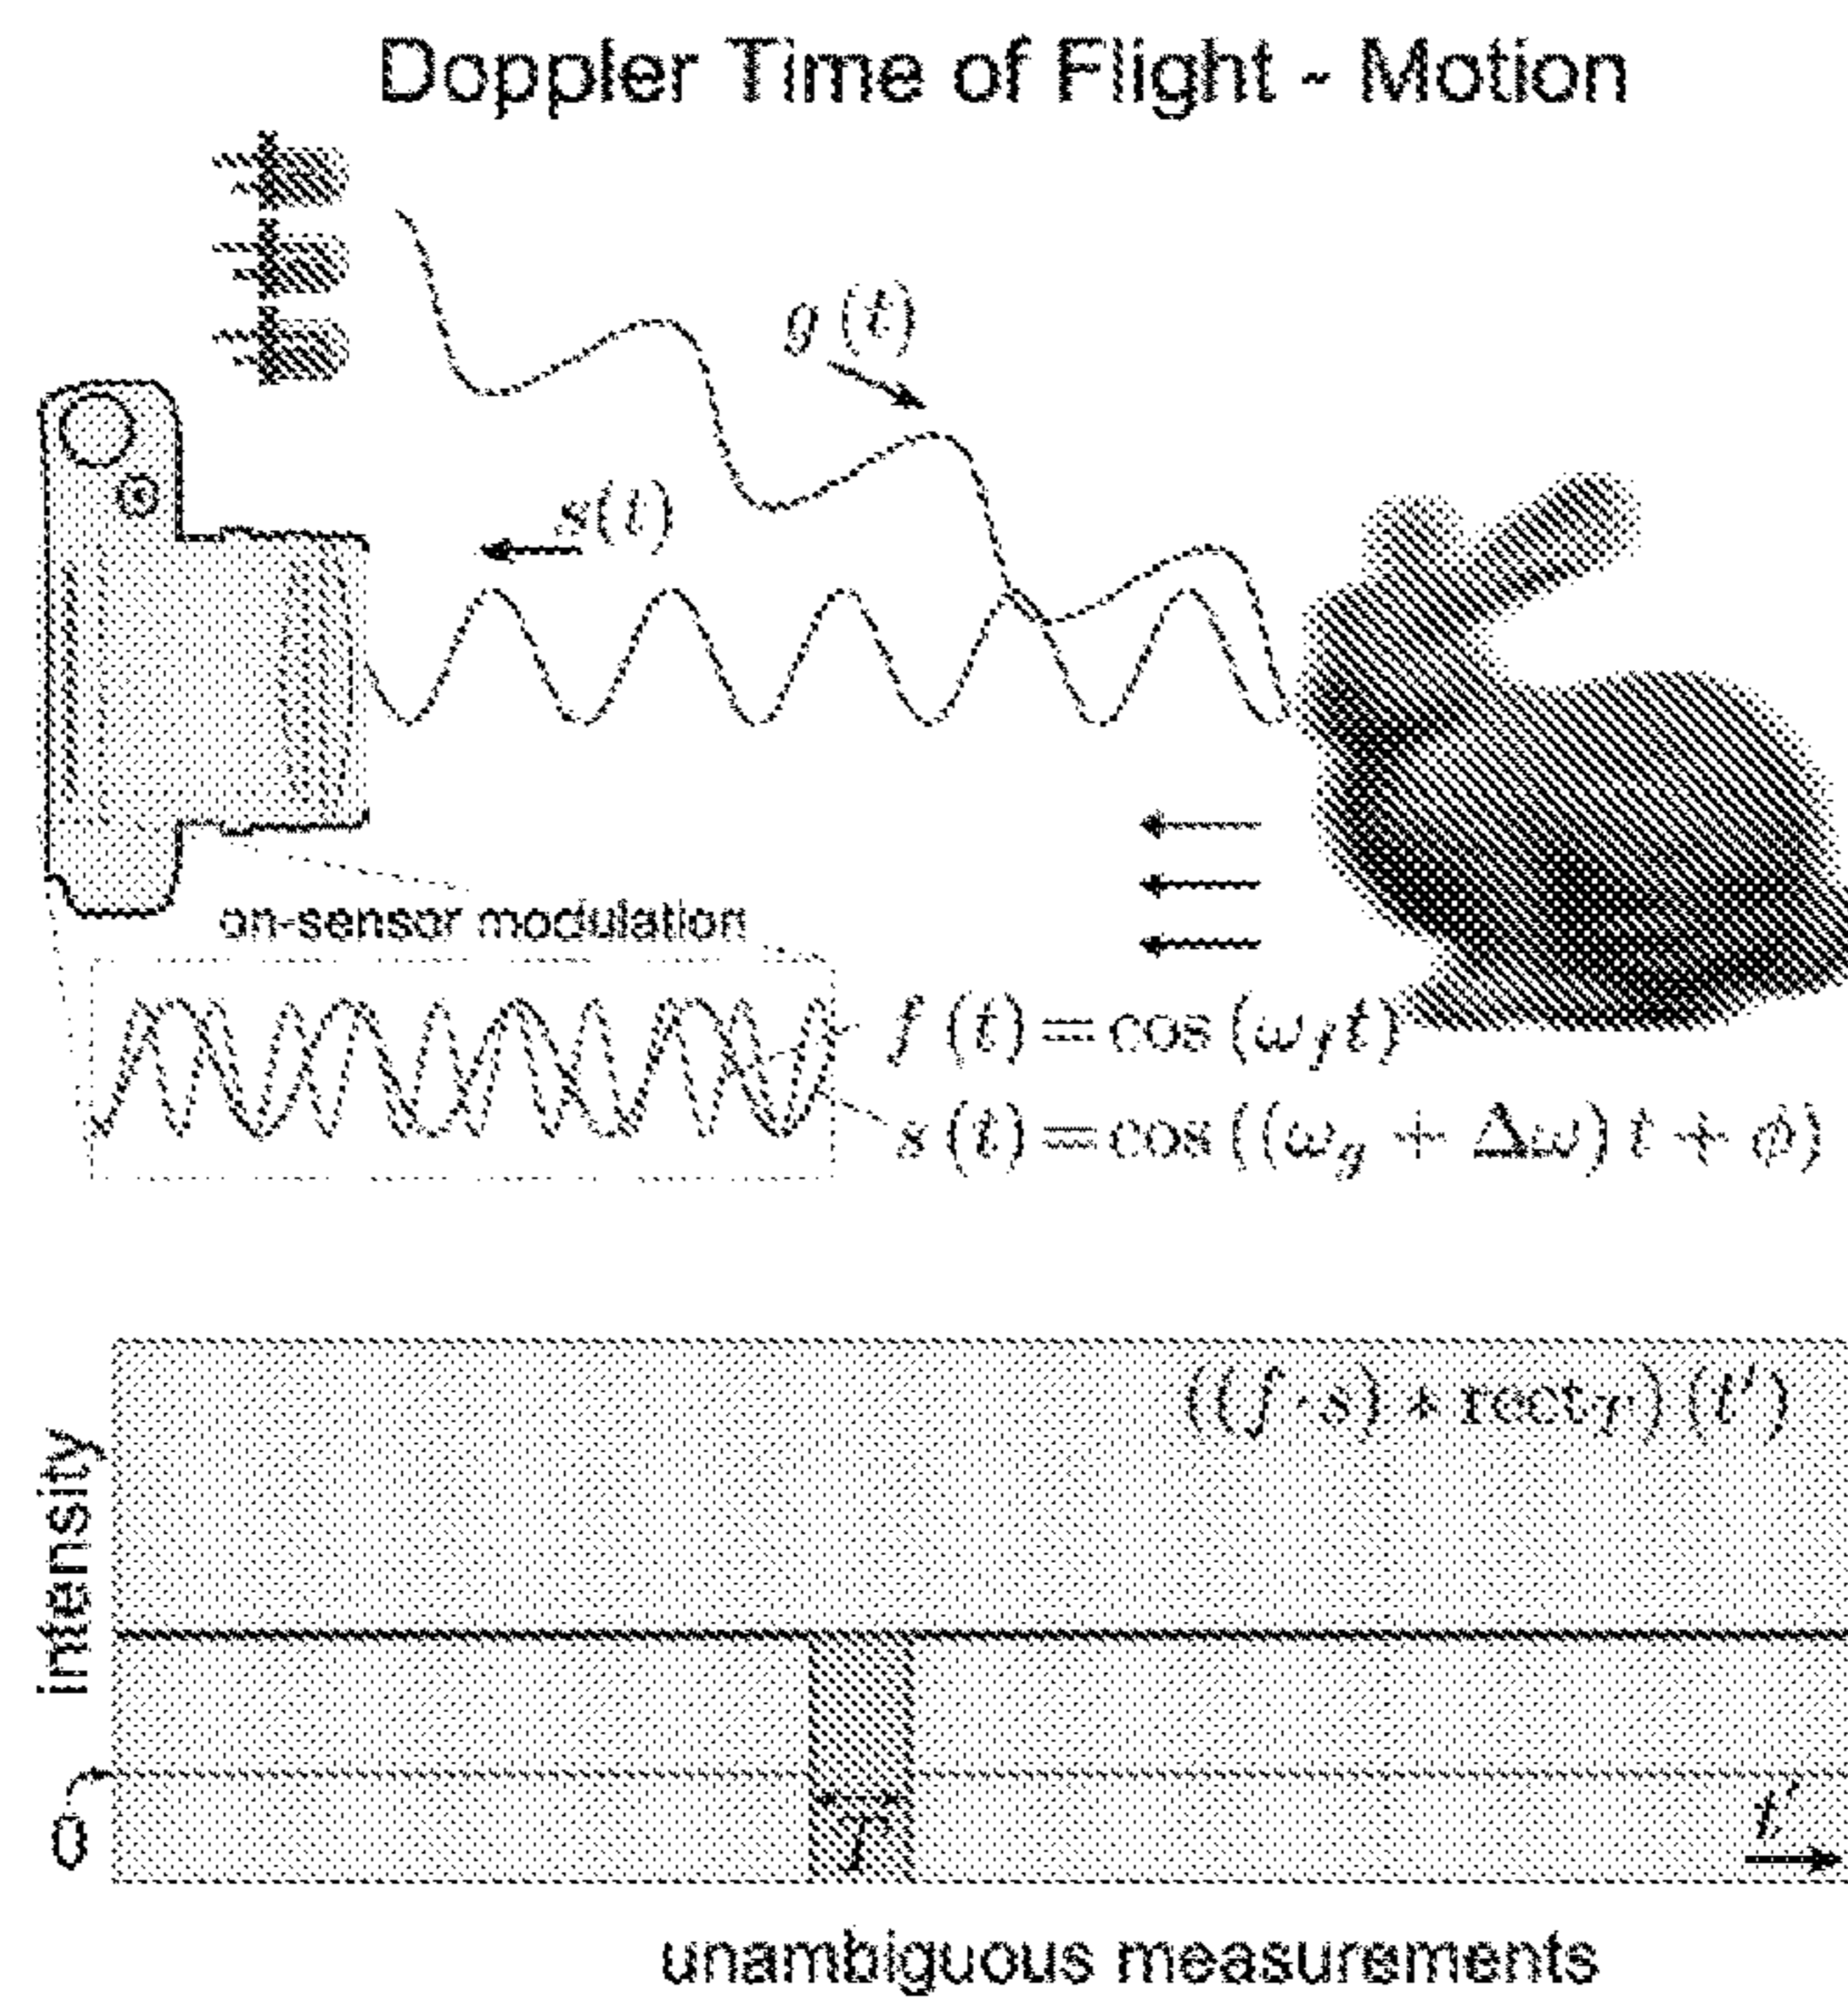 Doppler Time of Flight - Motion
g (t)
s(t)
on-sensor modulation
f (t) = cos (ω_f t)
s (t) = cos ((ω_g + Δω) t + ϕ)
((f · s) * rect_T) (t′)
intensity
0
T
t′
unambiguous measurements